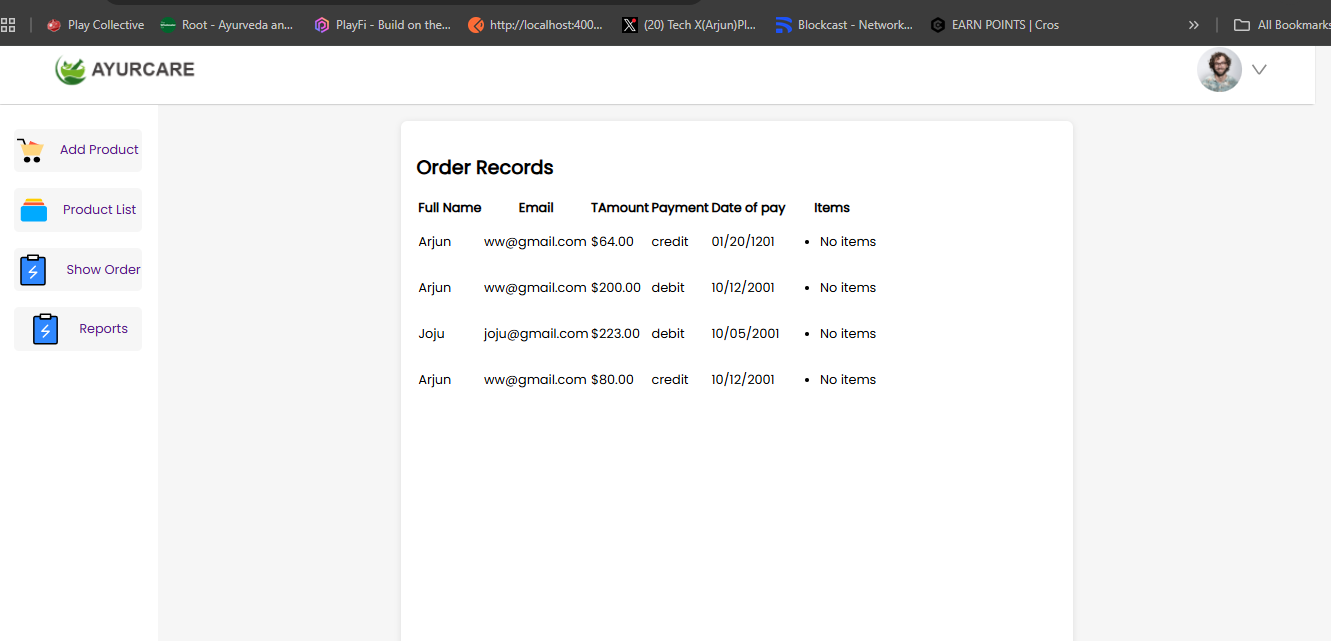 Play Collective Root - Ayurveda an... PlayFi - Build on the... http://localhost:400... (20) Tech X(Arjun)Pl... Blockcast - Network... EARN POINTS | Cros » All Bookmarks
AYURCARE
Add Product
Product List
Show Order
Reports
Order Records
Full Name Email TAmount Payment Date of pay Items
Arjun ww@gmail.com $64.00 credit 01/20/1201 • No items
Arjun ww@gmail.com $200.00 debit 10/12/2001 • No items
Joju joju@gmail.com $223.00 debit 10/05/2001 • No items
Arjun ww@gmail.com $80.00 credit 10/12/2001 • No items